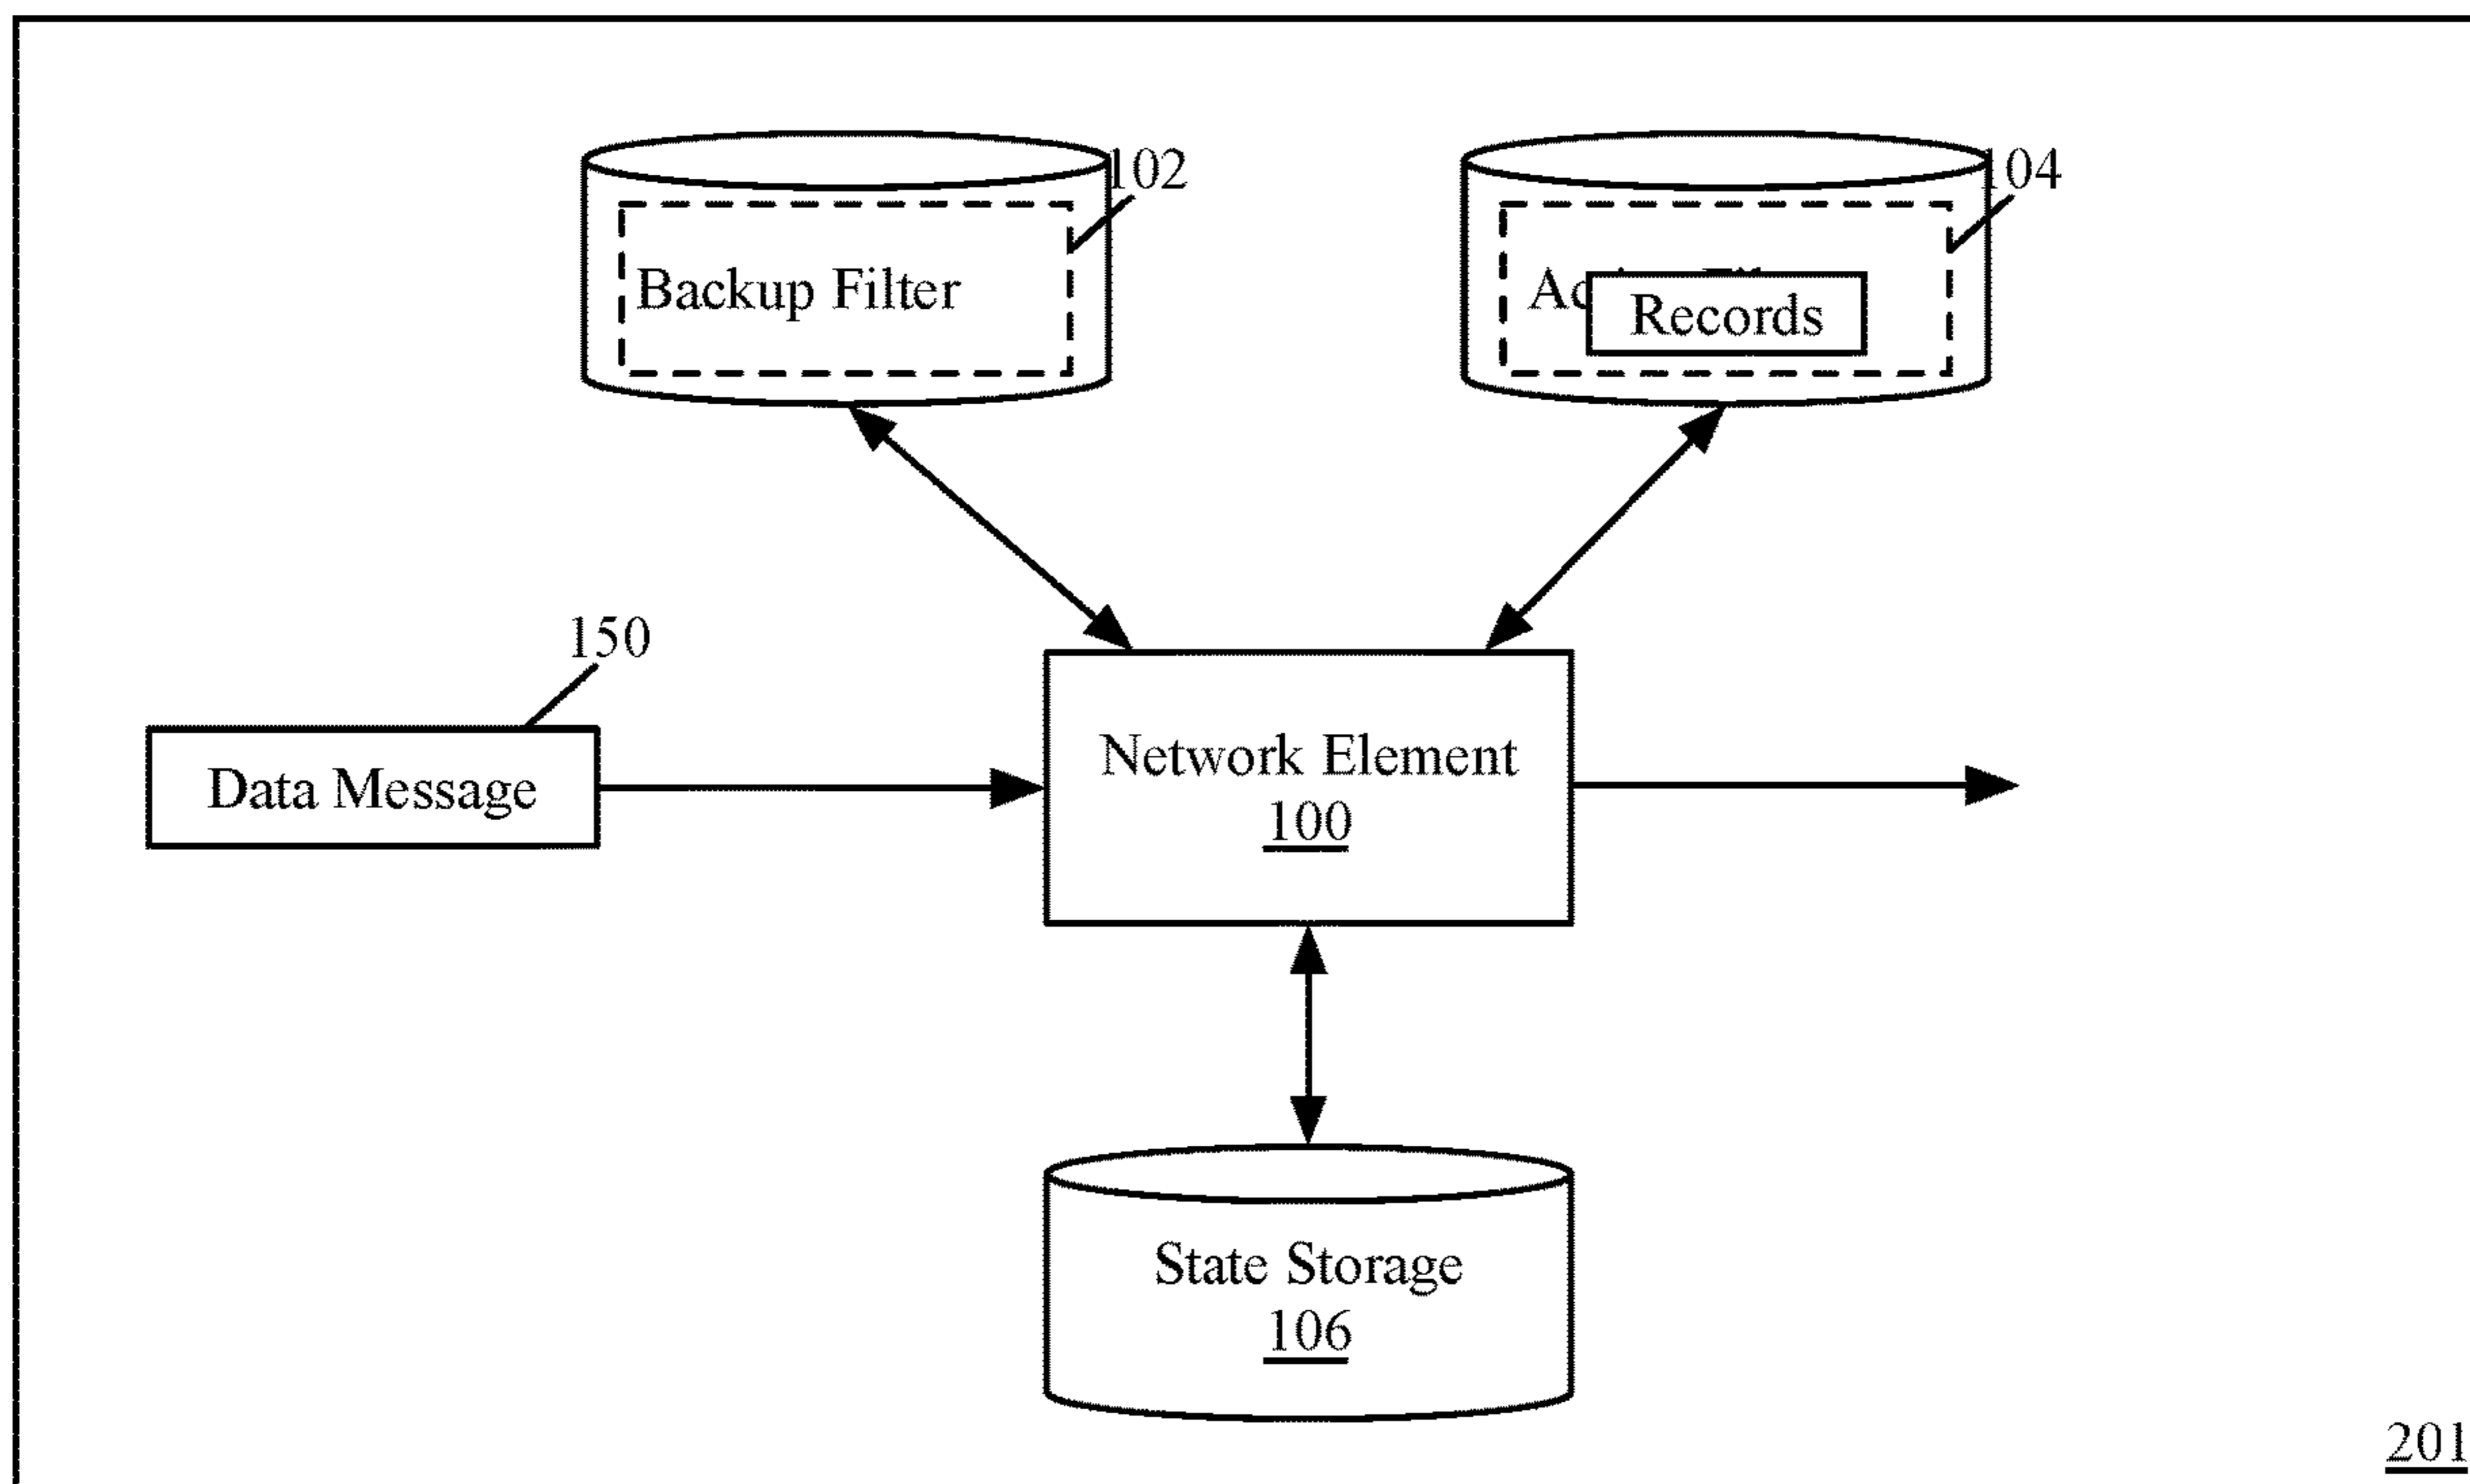 102
104
Backup Filter
Records
150
Network Element
Data Message
100
State Storage
106
201